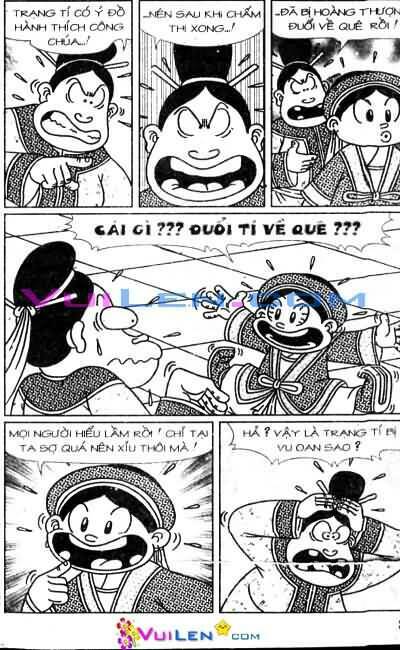 TRẠNG TÍ CÓ Ý ĐỒ
HÀNH THÍCH CÔNG
CHÚA...!
...NÊN SAU KHI CHẤM
THI XONG...!
...ĐÃ BỊ HOÀNG THƯỢN
ĐUỔI VỀ QUÊ RỒI!
CÁI GÌ ??? ĐUỔI TÍ VỀ QUÊ ???
VUILEN.COM
MỌI NGƯỜI HIỂU LẦM RỒI! CHỈ TẠI
TA SỢ QUÁ NÊN XỈU THÔI MÀ!
HẢ? VẬY LÀ TRẠNG TÍ BỊ
VU OAN SAO?
VUILEN.COM